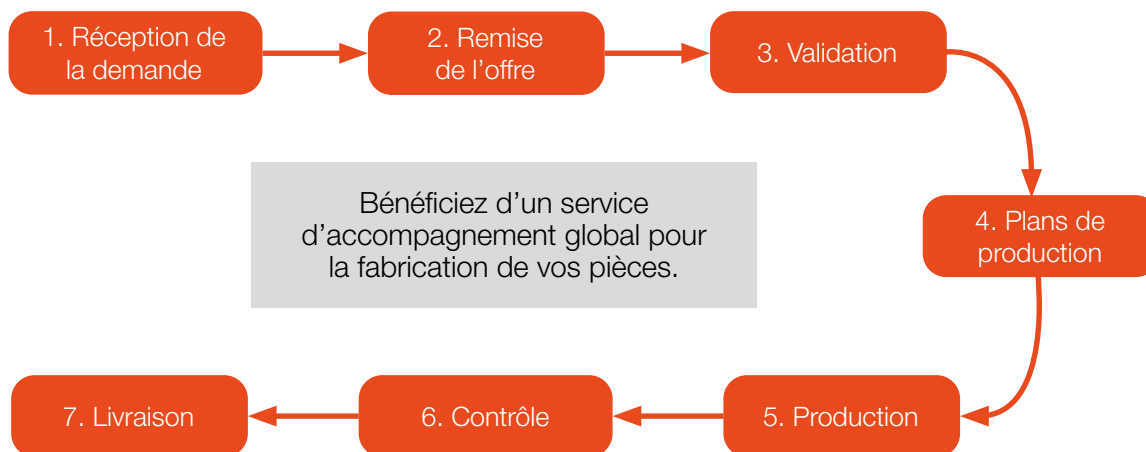 1. Réception de
la demande
2. Remise
de l’offre
3. Validation
4. Plans de
production
Bénéficiez d’un service
d’accompagnement global pour
la fabrication de vos pièces.
5. Production
6. Contrôle
7. Livraison